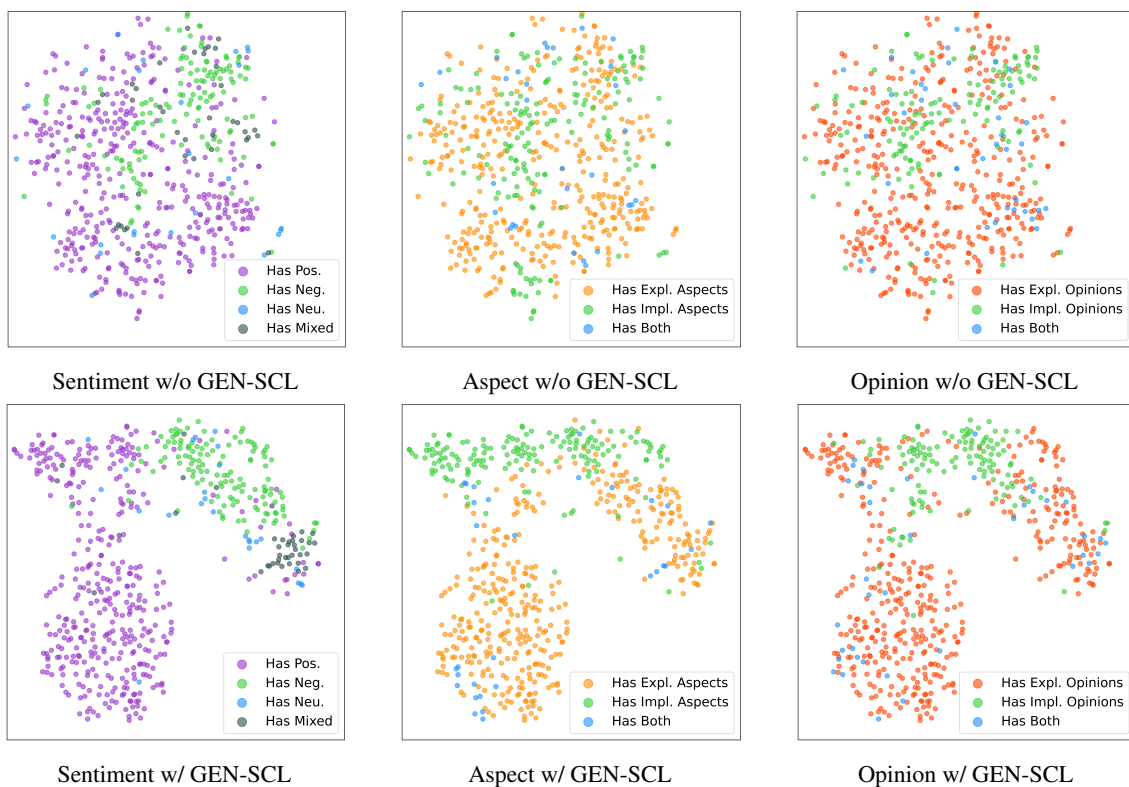 Has Pos.
Has Neg.
Has Neu.
Has Mixed
Has Expl. Aspects
Has Impl. Aspects
Has Both
Has Expl. Opinions
Has Impl. Opinions
Has Both
Sentiment w/o GEN-SCL
Aspect w/o GEN-SCL
Opinion w/o GEN-SCL
Has Pos.
Has Neg.
Has Neu.
Has Mixed
Has Expl. Aspects
Has Impl. Aspects
Has Both
Has Expl. Opinions
Has Impl. Opinions
Has Both
Sentiment w/ GEN-SCL
Aspect w/ GEN-SCL
Opinion w/ GEN-SCL